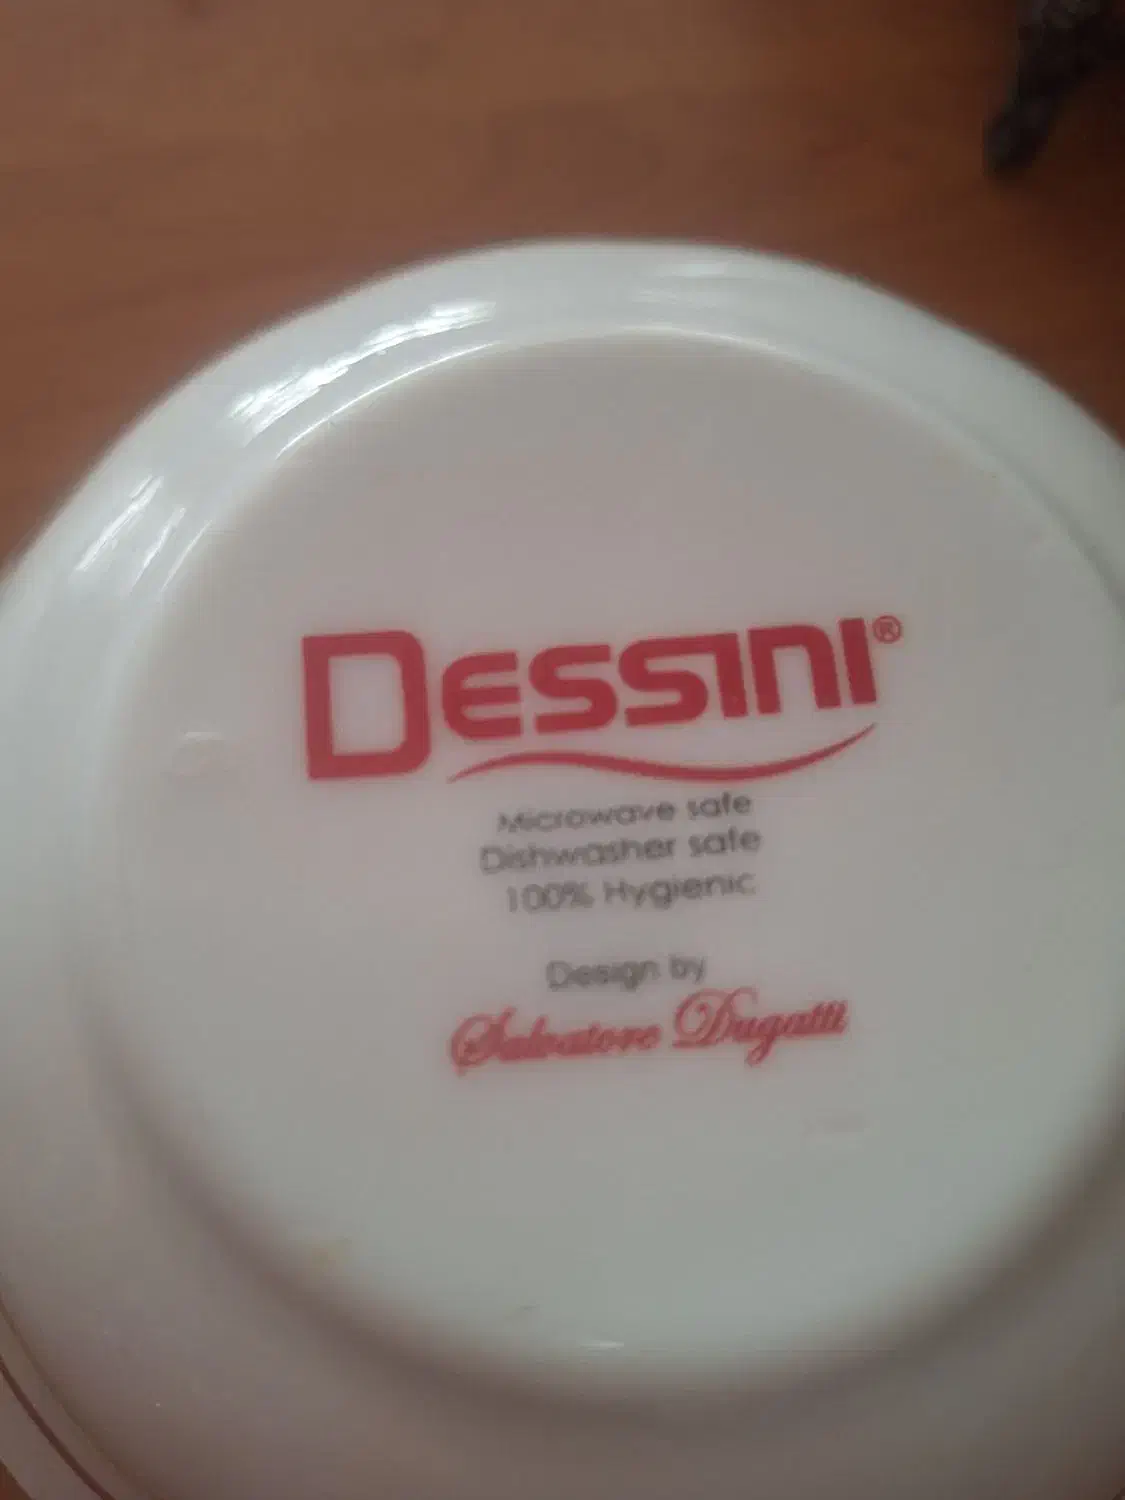 DESSINI®
Microwave safe
Dishwasher safe
100% Hygienic
Design by
Salvatore Dugatti